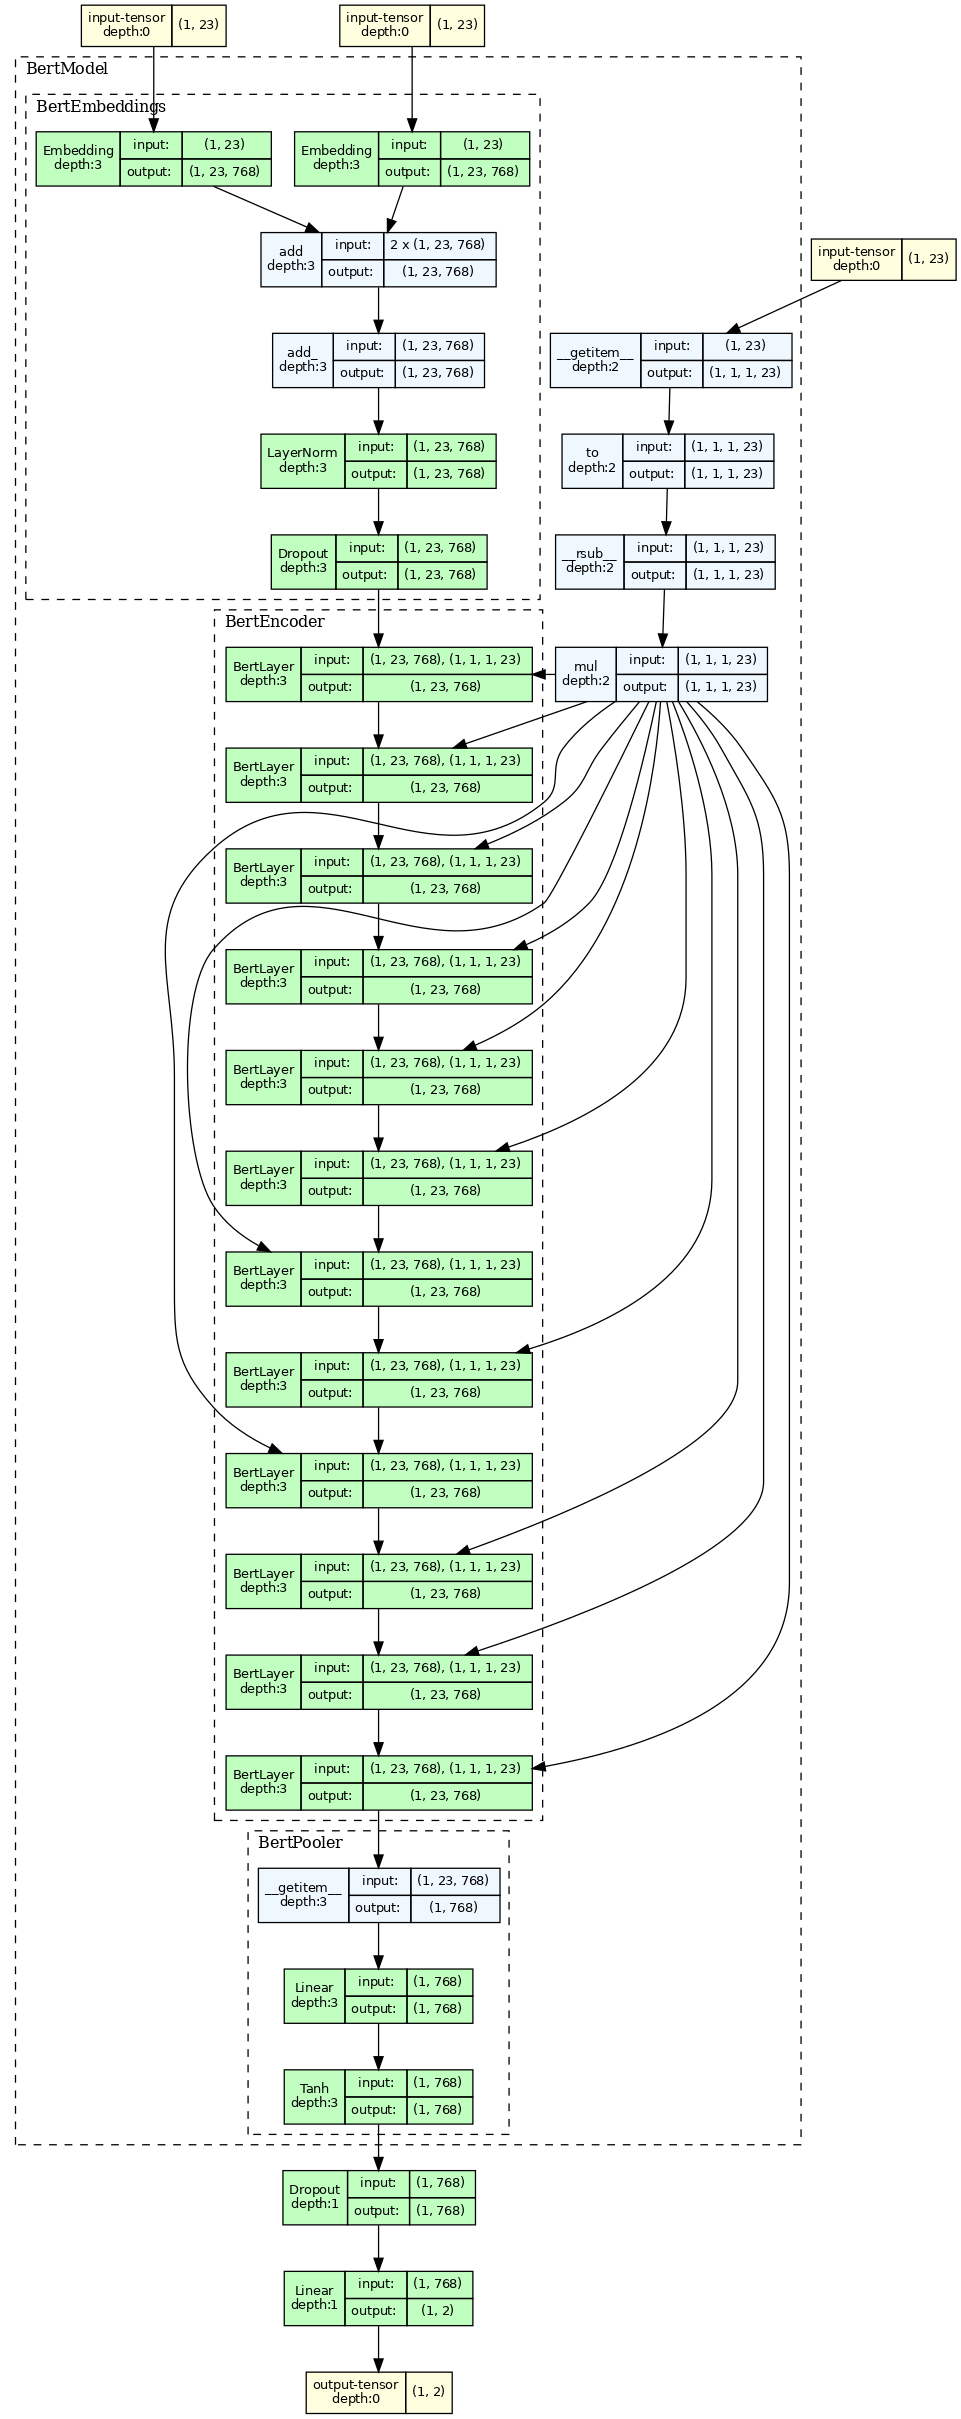 input-tensor
depth:0
(1, 23)
input-tensor
depth:0
(1, 23)
BertModel
BertEmbeddings
Embedding
depth:3
input:
(1, 23)
output:
(1, 23, 768)
Embedding
depth:3
input:
(1, 23)
output:
(1, 23, 768)
add
depth:3
input:
2 x (1, 23, 768)
output:
(1, 23, 768)
input-tensor
depth:0
(1, 23)
add_
depth:3
input:
(1, 23, 768)
output:
(1, 23, 768)
__getitem__
depth:2
input:
(1, 23)
output:
(1, 1, 1, 23)
LayerNorm
depth:3
input:
(1, 23, 768)
output:
(1, 23, 768)
to
depth:2
input:
(1, 1, 1, 23)
output:
(1, 1, 1, 23)
Dropout
depth:3
input:
(1, 23, 768)
output:
(1, 23, 768)
__rsub__
depth:2
input:
(1, 1, 1, 23)
output:
(1, 1, 1, 23)
BertEncoder
BertLayer
depth:3
input:
(1, 23, 768), (1, 1, 1, 23)
output:
(1, 23, 768)
mul
depth:2
input:
(1, 1, 1, 23)
output:
(1, 1, 1, 23)
BertLayer
depth:3
input:
(1, 23, 768), (1, 1, 1, 23)
output:
(1, 23, 768)
BertLayer
depth:3
input:
(1, 23, 768), (1, 1, 1, 23)
output:
(1, 23, 768)
BertLayer
depth:3
input:
(1, 23, 768), (1, 1, 1, 23)
output:
(1, 23, 768)
BertLayer
depth:3
input:
(1, 23, 768), (1, 1, 1, 23)
output:
(1, 23, 768)
BertLayer
depth:3
input:
(1, 23, 768), (1, 1, 1, 23)
output:
(1, 23, 768)
BertLayer
depth:3
input:
(1, 23, 768), (1, 1, 1, 23)
output:
(1, 23, 768)
BertLayer
depth:3
input:
(1, 23, 768), (1, 1, 1, 23)
output:
(1, 23, 768)
BertLayer
depth:3
input:
(1, 23, 768), (1, 1, 1, 23)
output:
(1, 23, 768)
BertLayer
depth:3
input:
(1, 23, 768), (1, 1, 1, 23)
output:
(1, 23, 768)
BertLayer
depth:3
input:
(1, 23, 768), (1, 1, 1, 23)
output:
(1, 23, 768)
BertLayer
depth:3
input:
(1, 23, 768), (1, 1, 1, 23)
output:
(1, 23, 768)
BertPooler
__getitem__
depth:3
input:
(1, 23, 768)
output:
(1, 768)
Linear
depth:3
input:
(1, 768)
output:
(1, 768)
Tanh
depth:3
input:
(1, 768)
output:
(1, 768)
Dropout
depth:1
input:
(1, 768)
output:
(1, 768)
Linear
depth:1
input:
(1, 768)
output:
(1, 2)
output-tensor
depth:0
(1, 2)